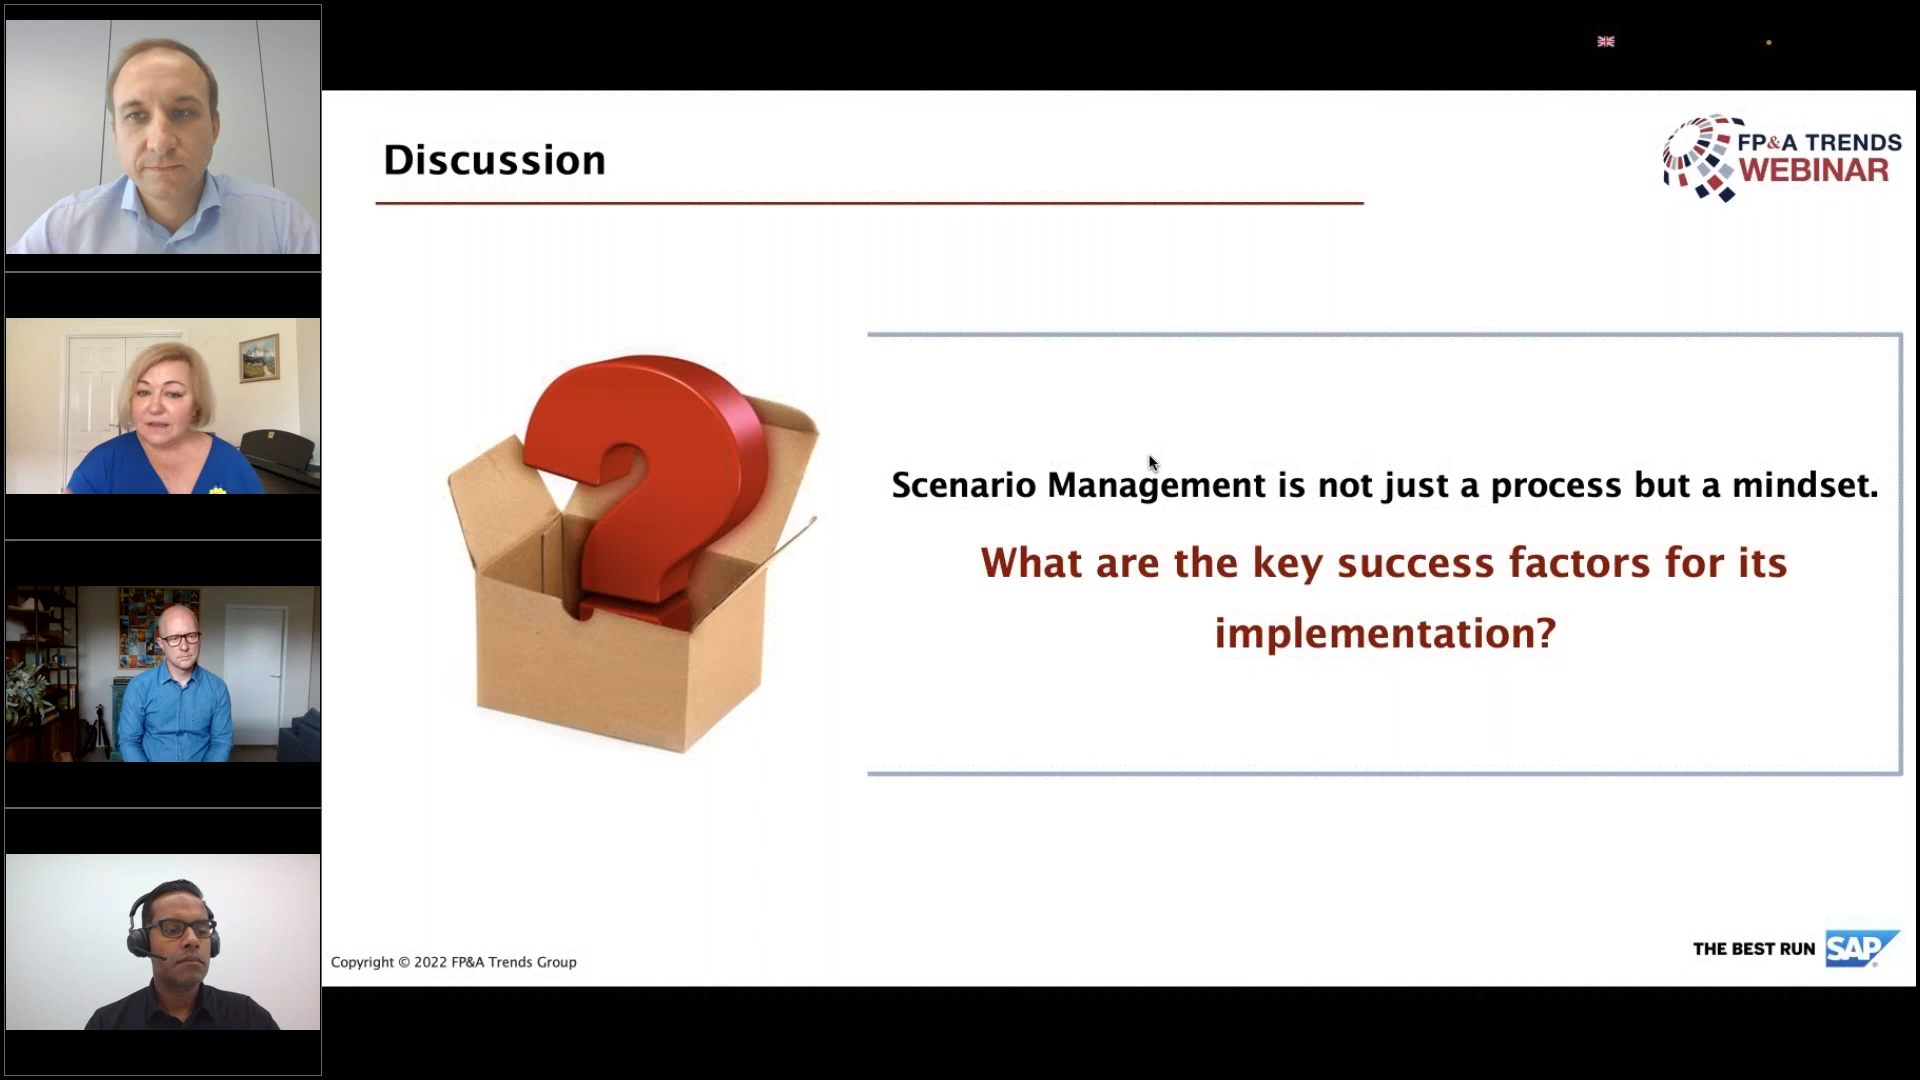 Discussion
FP&A TRENDS
WEBINAR
Scenario Management is not just a process but a mindset.
What are the key success factors for its
implementation?
Copyright © 2022 FP&A Trends Group
THE BEST RUN SAP